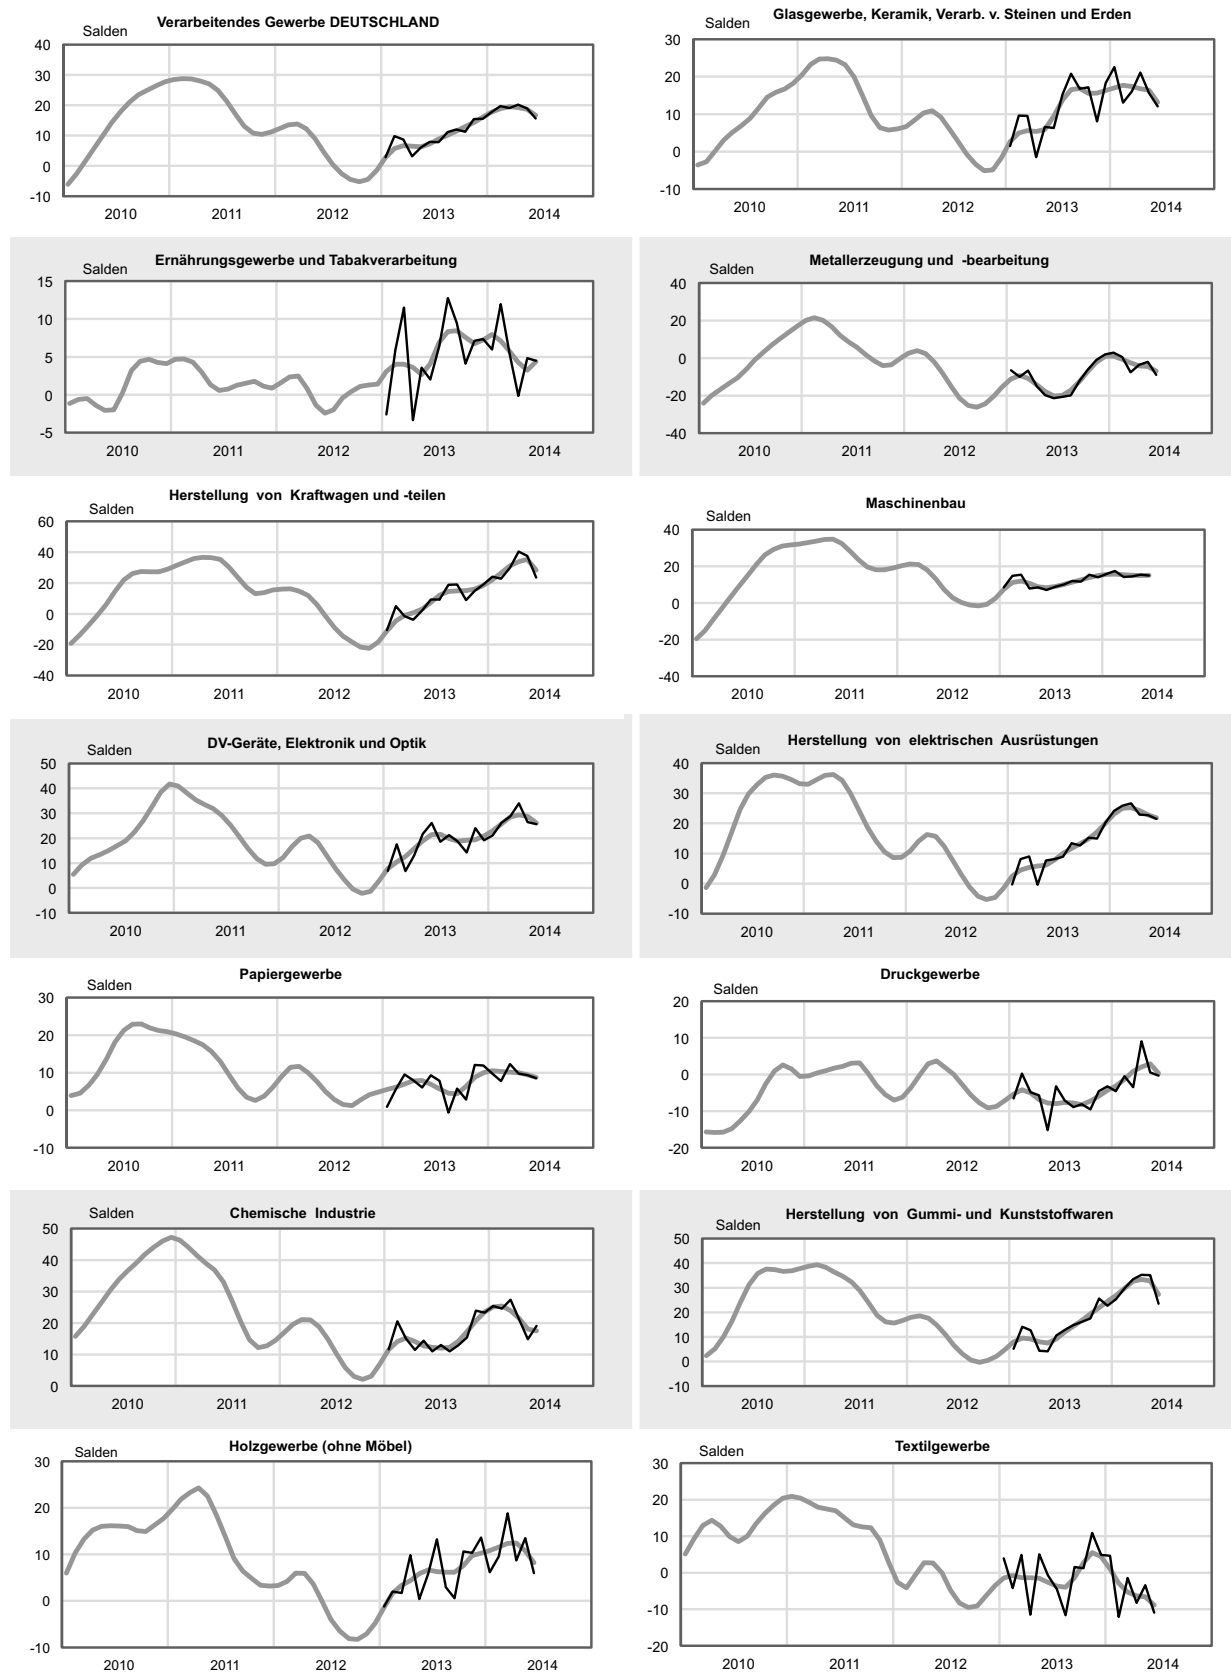 Verarbeitendes Gewerbe DEUTSCHLAND
Salden
40
30
20
10
0
-10
2010 2011 2012 2013 2014
Glasgewerbe, Keramik, Verarb. v. Steinen und Erden
Salden
30
20
10
0
-10
2010 2011 2012 2013 2014
Ernährungsgewerbe und Tabakverarbeitung
Salden
15
10
5
0
-5
2010 2011 2012 2013 2014
Metallerzeugung und -bearbeitung
Salden
40
20
0
-20
-40
2010 2011 2012 2013 2014
Herstellung von Kraftwagen und -teilen
Salden
60
40
20
0
-20
-40
2010 2011 2012 2013 2014
Maschinenbau
Salden
40
20
0
-20
-40
2010 2011 2012 2013 2014
DV-Geräte, Elektronik und Optik
Salden
50
40
30
20
10
0
-10
2010 2011 2012 2013 2014
Herstellung von elektrischen Ausrüstungen
Salden
40
30
20
10
0
-10
2010 2011 2012 2013 2014
Papiergewerbe
Salden
30
20
10
0
-10
2010 2011 2012 2013 2014
Druckgewerbe
Salden
20
10
0
-10
-20
2010 2011 2012 2013 2014
Chemische Industrie
Salden
50
40
30
20
10
0
2010 2011 2012 2013 2014
Herstellung von Gummi- und Kunststoffwaren
Salden
50
40
30
20
10
0
-10
2010 2011 2012 2013 2014
Holzgewerbe (ohne Möbel)
Salden
30
20
10
0
-10
2010 2011 2012 2013 2014
Textilgewerbe
Salden
30
20
10
0
-10
-20
2010 2011 2012 2013 2014